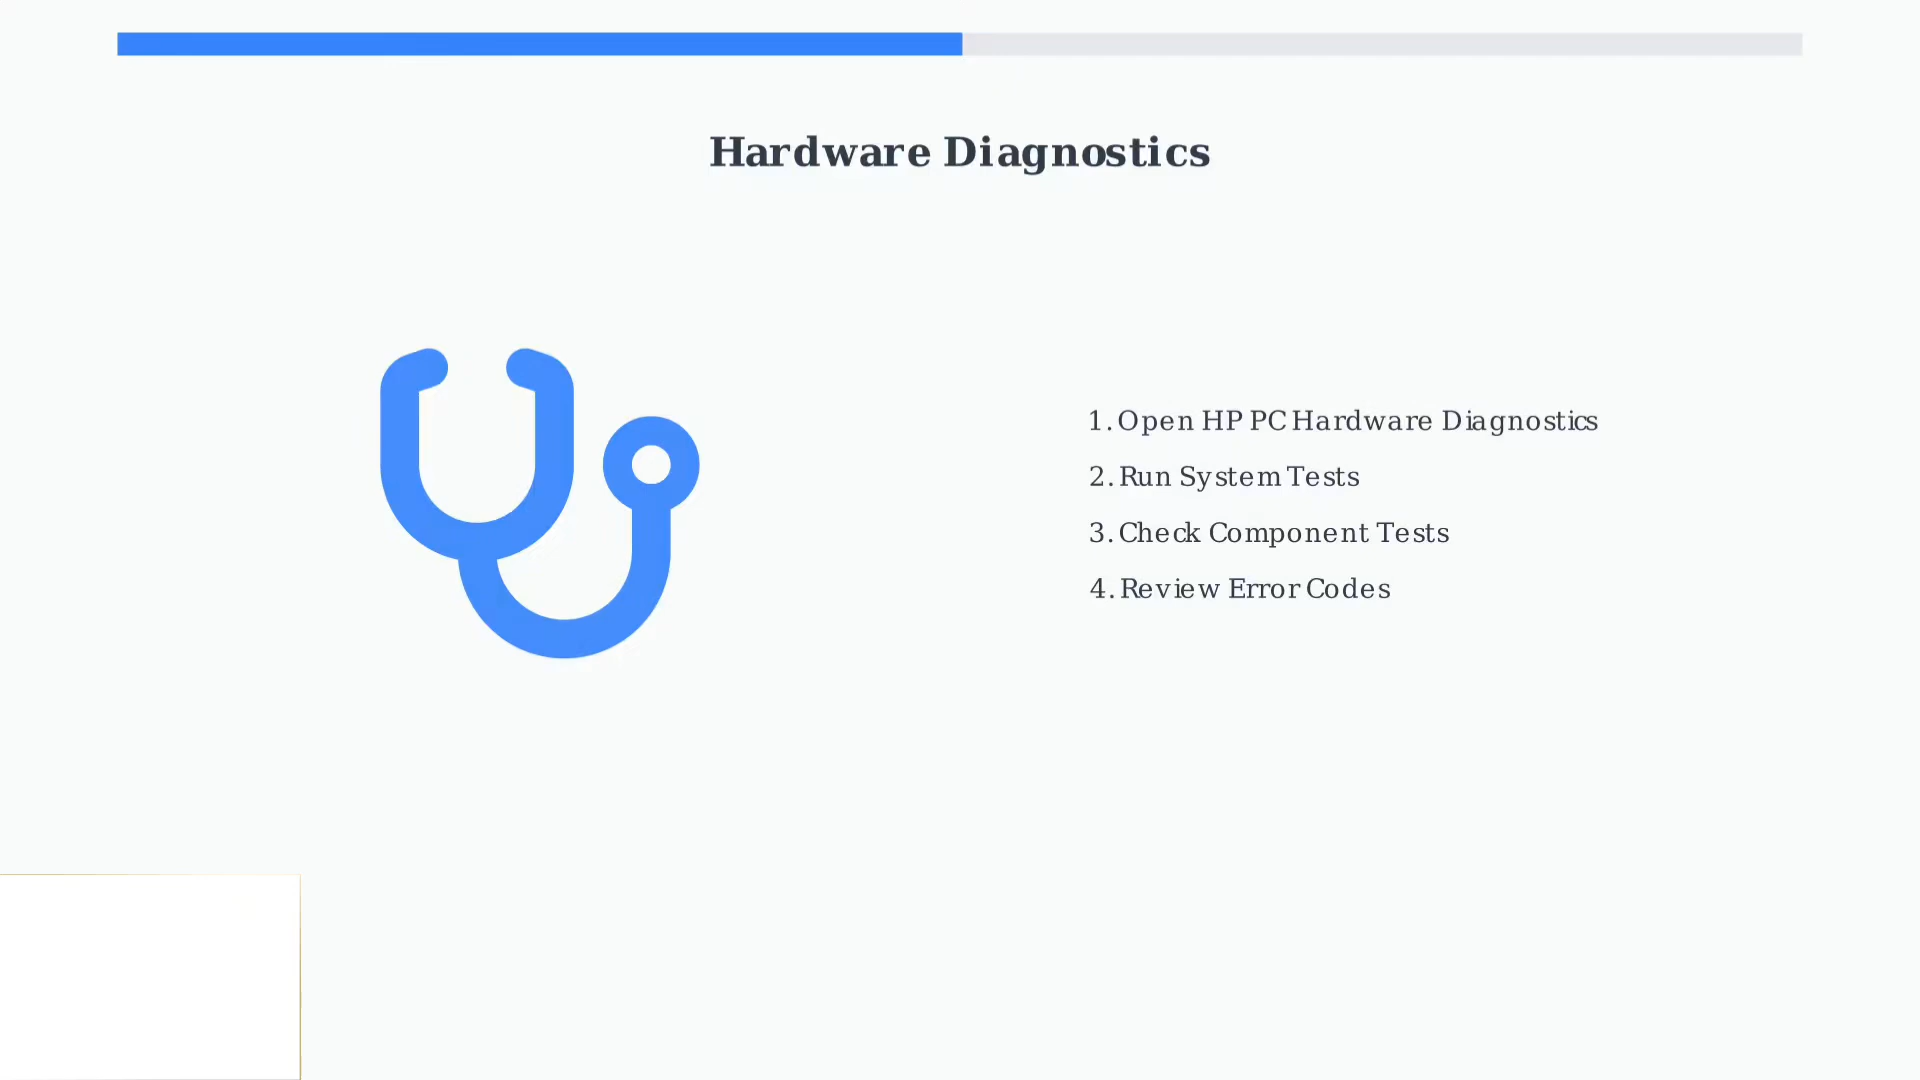 Hardware Diagnostics
1. Open HP PC Hardware Diagnostics
2. Run System Tests
3. Check Component Tests
4. Review Error Codes